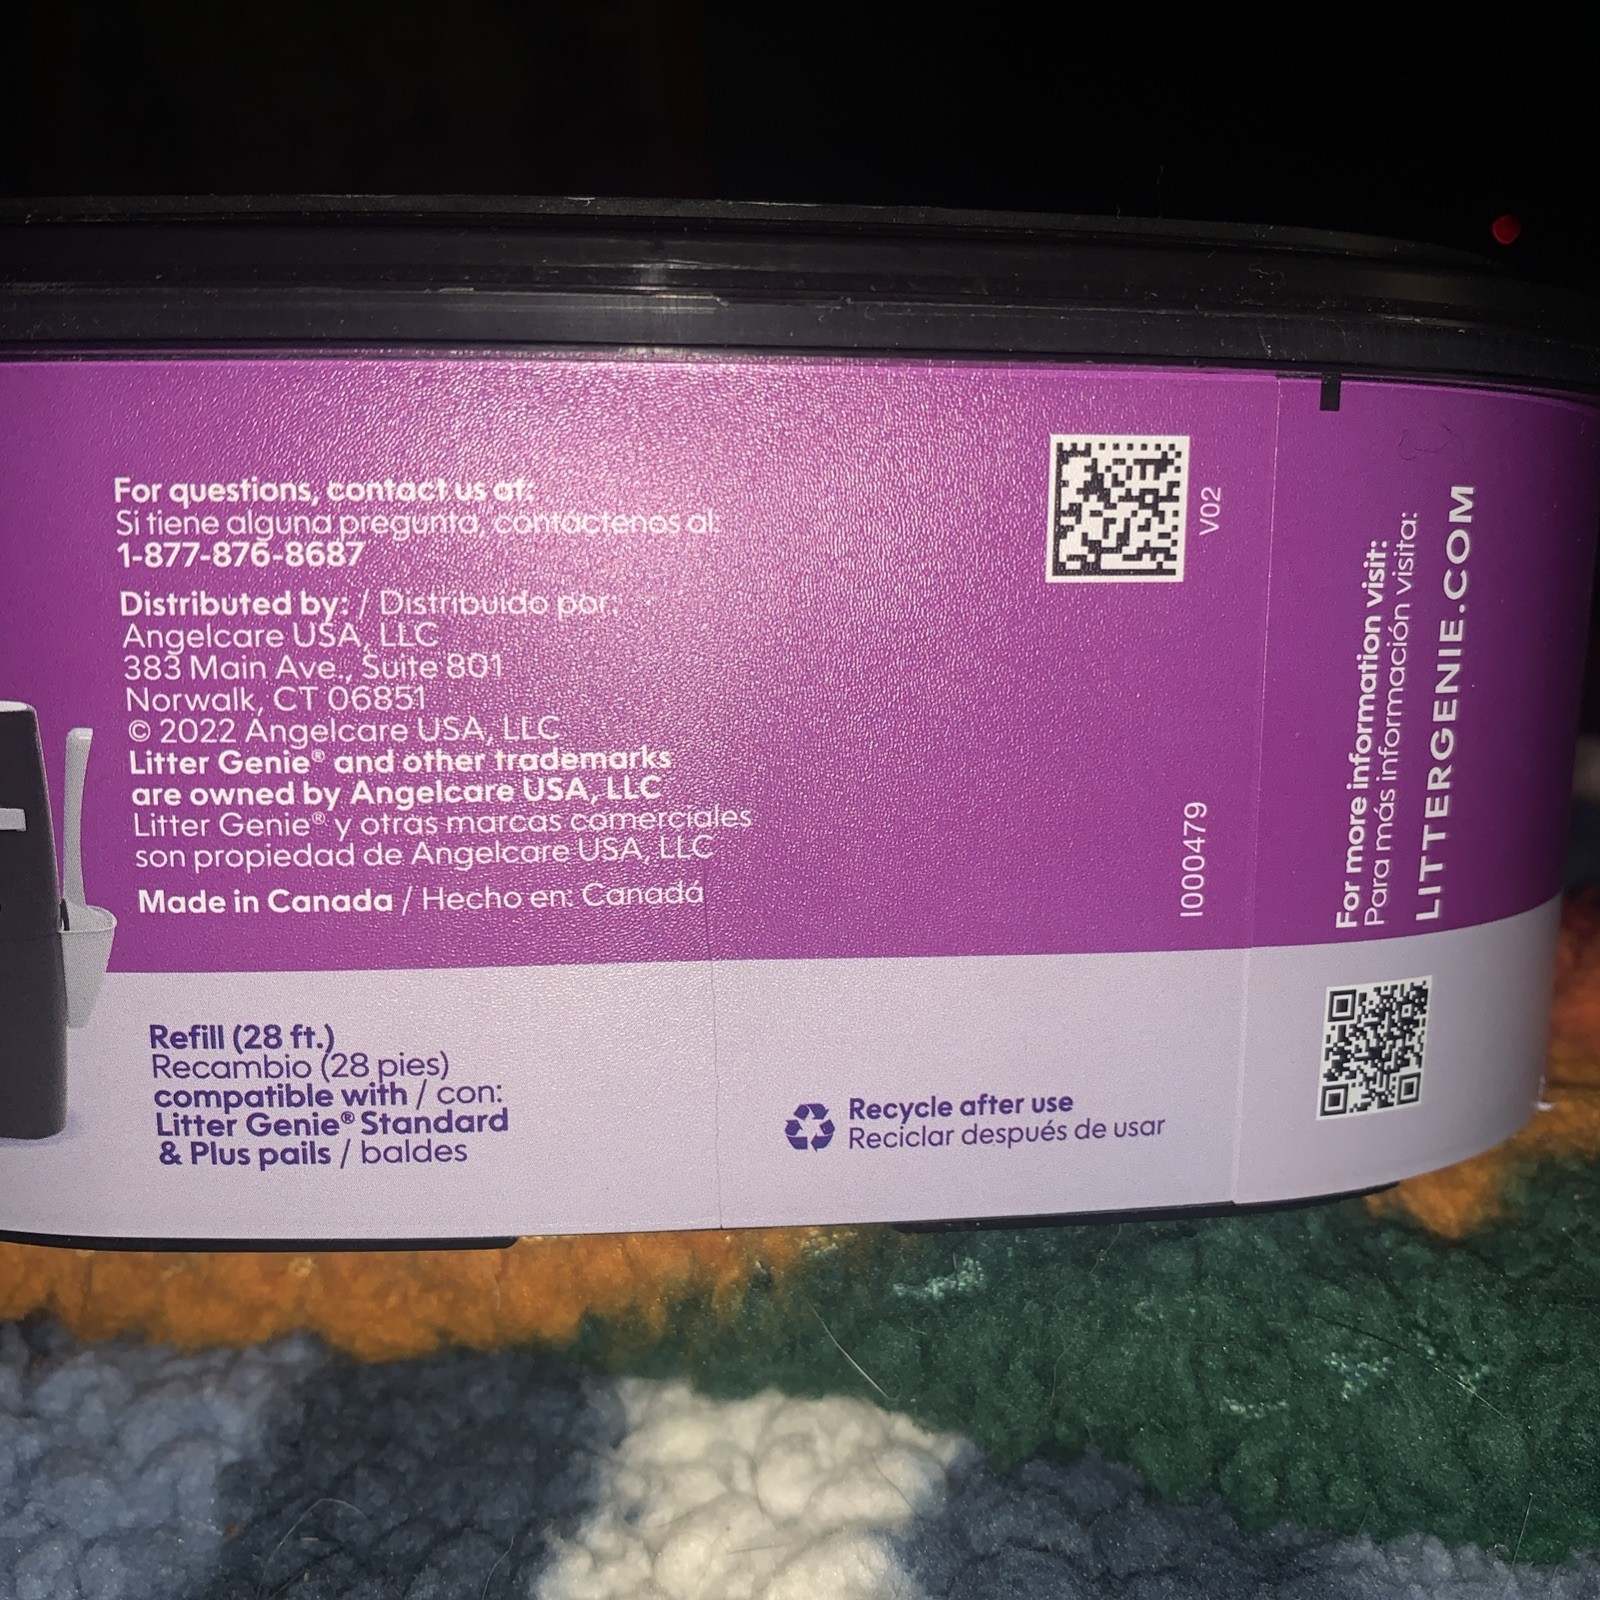 For questions, contact us at:
Si tiene alguna pregunta, contáctenos al:
1-877-876-8687
Distributed by: / Distribuido por:
Angelcare USA, LLC
383 Main Ave., Suite 801
Norwalk, CT 06851
© 2022 Angelcare USA, LLC
Litter Genie® and other trademarks
are owned by Angelcare USA, LLC
Litter Genie® y otras marcas comerciales
son propiedad de Angelcare USA, LLC
Made in Canada / Hecho en: Canadá
Refill (28 ft.)
Recambio (28 pies)
compatible with / con:
Litter Genie® Standard
& Plus pails / baldes
Recycle after use
Reciclar después de usar
V02
I000479
For more information visit:
Para más información visita:
LITTERGENIE.COM